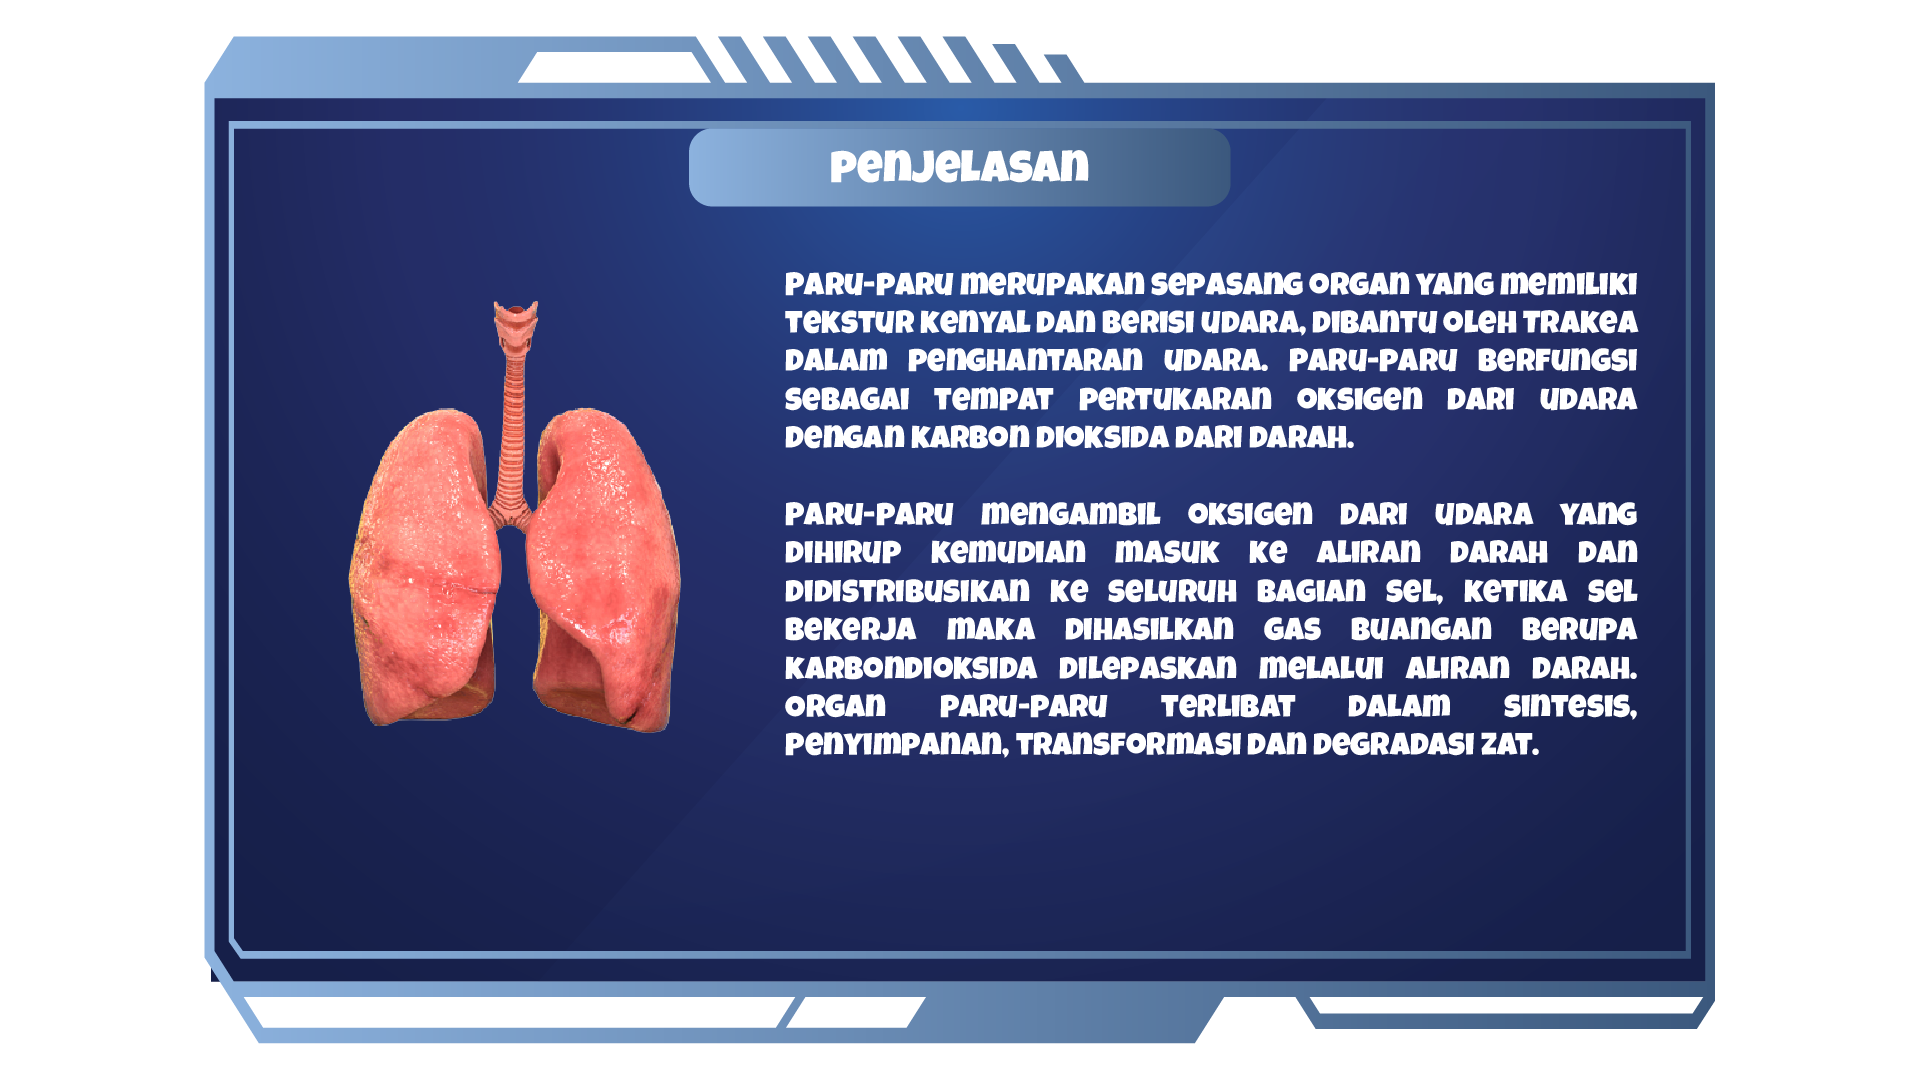 PENJELASAN
PARU-PARU MERUPAKAN SEPASANG ORGAN YANG MEMILIKI
TEKSTUR KENYAL DAN BERISI UDARA, DIBANTU OLEH TRAKEA
DALAM PENGHANTARAN UDARA. PARU-PARU BERFUNGSI
SEBAGAI TEMPAT PERTUKARAN OKSIGEN DARI UDARA
DENGAN KARBON DIOKSIDA DARI DARAH.
PARU-PARU MENGAMBIL OKSIGEN DARI UDARA YANG
DIHIRUP KEMUDIAN MASUK KE ALIRAN DARAH DAN
DIDISTRIBUSIKAN KE SELURUH BAGIAN SEL, KETIKA SEL
BEKERJA MAKA DIHASILKAN GAS BUANGAN BERUPA
KARBONDIOKSIDA DILEPASKAN MELALUI ALIRAN DARAH.
ORGAN PARU-PARU TERLIBAT DALAM SINTESIS,
PENYIMPANAN, TRANSFORMASI DAN DEGRADASI ZAT.